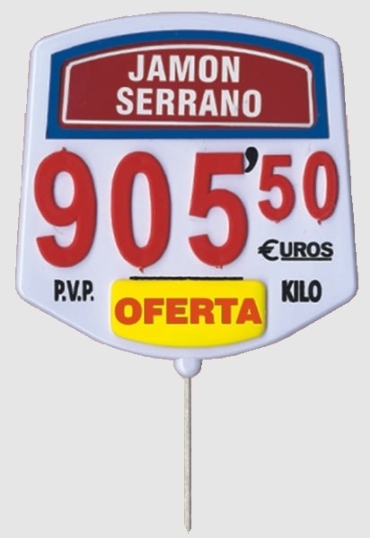 JAMON
SERRANO
905'50
€UROS
P.V.P.
OFERTA
KILO